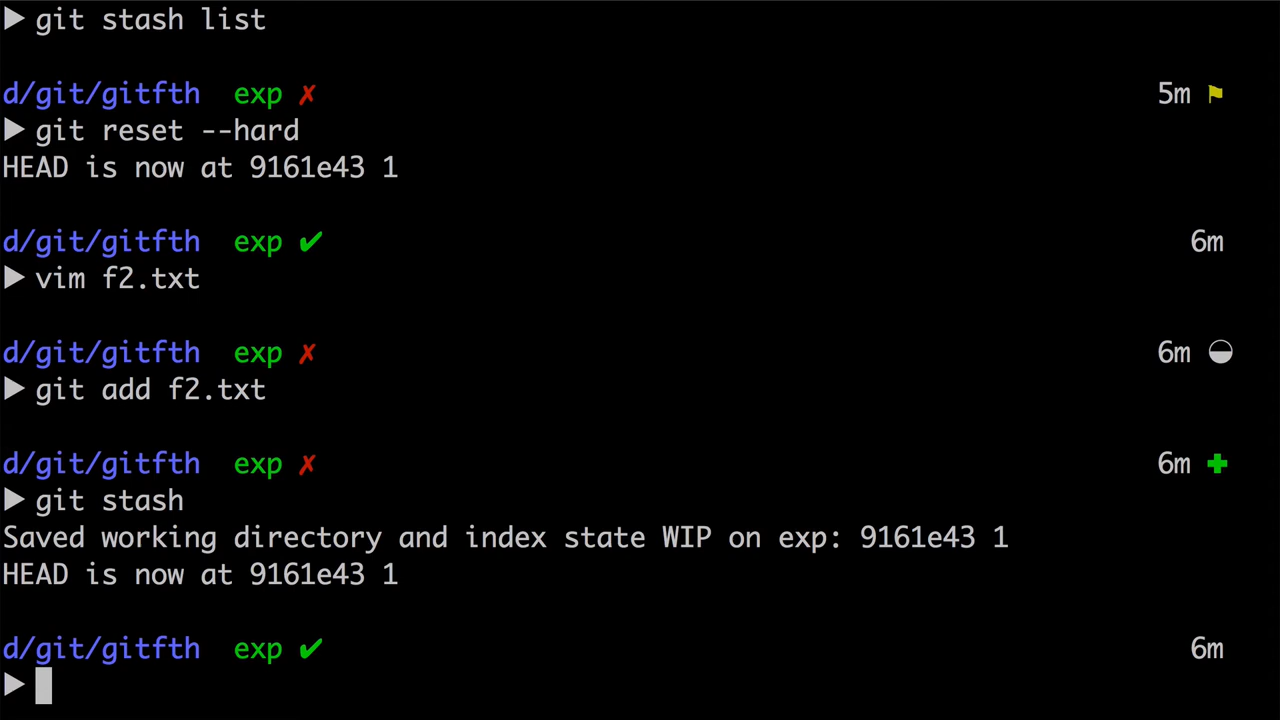 ▶ git stash list
d/git/gitfth exp ✗ 5m ⚑
▶ git reset --hard
HEAD is now at 9161e43 1
d/git/gitfth exp ✔ 6m
▶ vim f2.txt
d/git/gitfth exp ✗ 6m ◒
▶ git add f2.txt
d/git/gitfth exp ✗ 6m ✚
▶ git stash
Saved working directory and index state WIP on exp: 9161e43 1
HEAD is now at 9161e43 1
d/git/gitfth exp ✔ 6m
▶